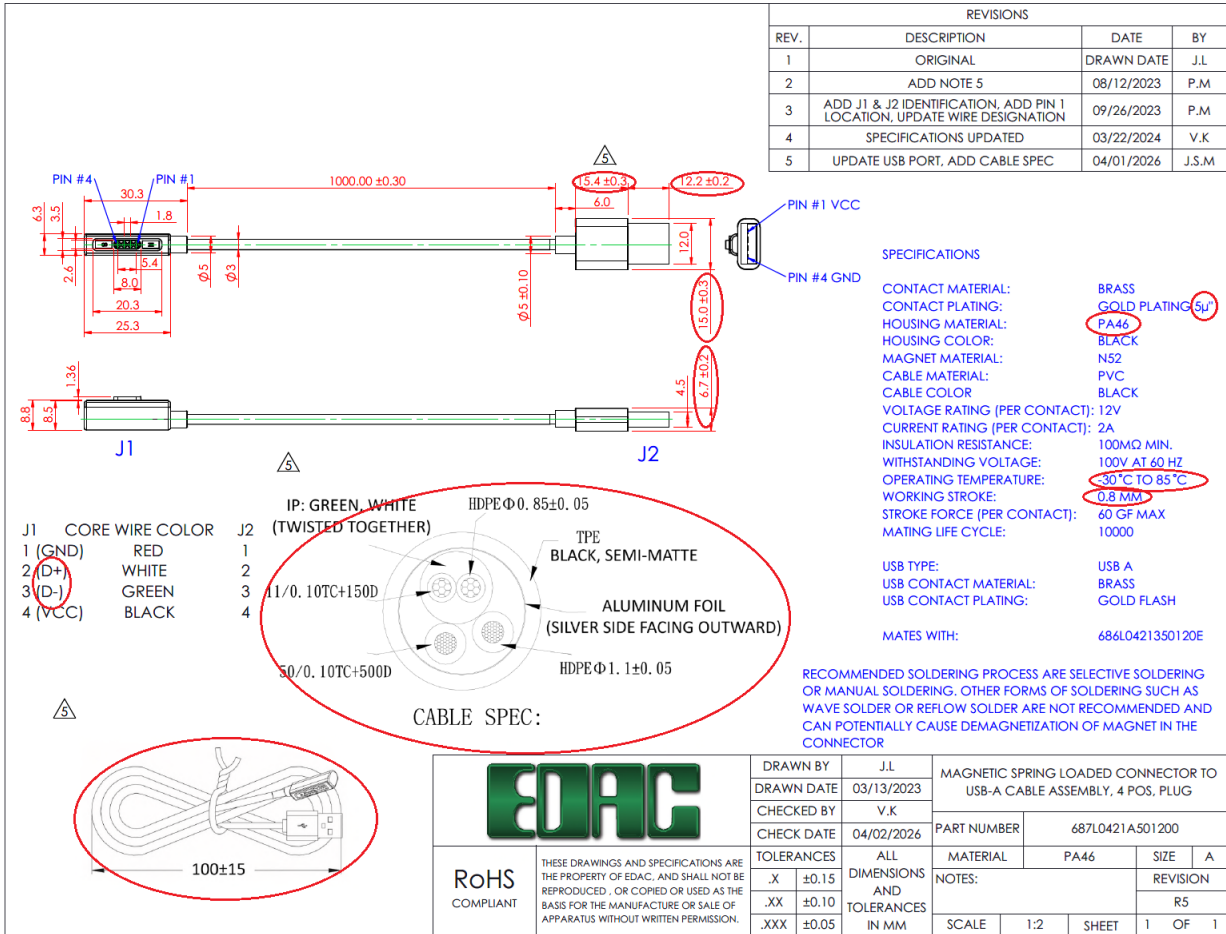 REVISIONS
REV. DESCRIPTION DATE BY
1 ORIGINAL DRAWN DATE J.L
2 ADD NOTE 5 08/12/2023 P.M
3 ADD J1 & J2 IDENTIFICATION, ADD PIN 1
LOCATION, UPDATE WIRE DESIGNATION 09/26/2023 P.M
4 SPECIFICATIONS UPDATED 03/22/2024 V.K
5 UPDATE USB PORT, ADD CABLE SPEC 04/01/2026 J.S.M
5
PIN #4 PIN #1 1000.00 ±0.30 15.4 ±0.3 12.2 ±0.2
30.3
6.0
1.8
6.3
3.5
2.6
5.4
8.0
20.3
25.3
Ø5
Ø3
Ø5 ±0.10
12.0
15.0 ±0.3
PIN #1 VCC
PIN #4 GND
1.36
8.8
8.5
4.5
6.7 ±0.2
J1
J2
SPECIFICATIONS
CONTACT MATERIAL: BRASS
CONTACT PLATING: GOLD PLATING 5µ"
HOUSING MATERIAL: PA46
HOUSING COLOR: BLACK
MAGNET MATERIAL: N52
CABLE MATERIAL: PVC
CABLE COLOR BLACK
VOLTAGE RATING (PER CONTACT): 12V
CURRENT RATING (PER CONTACT): 2A
INSULATION RESISTANCE: 100MΩ MIN.
WITHSTANDING VOLTAGE: 100V AT 60 HZ
OPERATING TEMPERATURE: -30°C TO 85°C
WORKING STROKE: 0.8 MM
STROKE FORCE (PER CONTACT): 60 GF MAX
MATING LIFE CYCLE: 10000
USB TYPE: USB A
USB CONTACT MATERIAL: BRASS
USB CONTACT PLATING: GOLD FLASH
MATES WITH: 686L0421350120E
RECOMMENDED SOLDERING PROCESS ARE SELECTIVE SOLDERING
OR MANUAL SOLDERING. OTHER FORMS OF SOLDERING SUCH AS
WAVE SOLDER OR REFLOW SOLDER ARE NOT RECOMMENDED AND
CAN POTENTIALLY CAUSE DEMAGNETIZATION OF MAGNET IN THE
CONNECTOR
J1 CORE WIRE COLOR J2
1 (GND) RED 1
2 (D+) WHITE 2
3 (D-) GREEN 3
4 (VCC) BLACK 4
5
IP: GREEN, WHITE
(TWISTED TOGETHER)
HDPEΦ0.85±0.05
TPE
BLACK, SEMI-MATTE
11/0.10TC+150D
ALUMINUM FOIL
(SILVER SIDE FACING OUTWARD)
50/0.10TC+500D
HDPEΦ1.1±0.05
CABLE SPEC:
5
100±15
EDAC
RoHS
COMPLIANT
THESE DRAWINGS AND SPECIFICATIONS ARE
THE PROPERTY OF EDAC, AND SHALL NOT BE
REPRODUCED , OR COPIED OR USED AS THE
BASIS FOR THE MANUFACTURE OR SALE OF
APPARATUS WITHOUT WRITTEN PERMISSION.
DRAWN BY J.L
DRAWN DATE 03/13/2023
CHECKED BY V.K
CHECK DATE 04/02/2026
TOLERANCES
.X ±0.15
.XX ±0.10
.XXX ±0.05
ALL
DIMENSIONS
AND
TOLERANCES
IN MM
MAGNETIC SPRING LOADED CONNECTOR TO
USB-A CABLE ASSEMBLY, 4 POS, PLUG
PART NUMBER 687L0421A501200
MATERIAL PA46 SIZE A
NOTES: REVISION
R5
SCALE 1:2 SHEET 1 OF 1